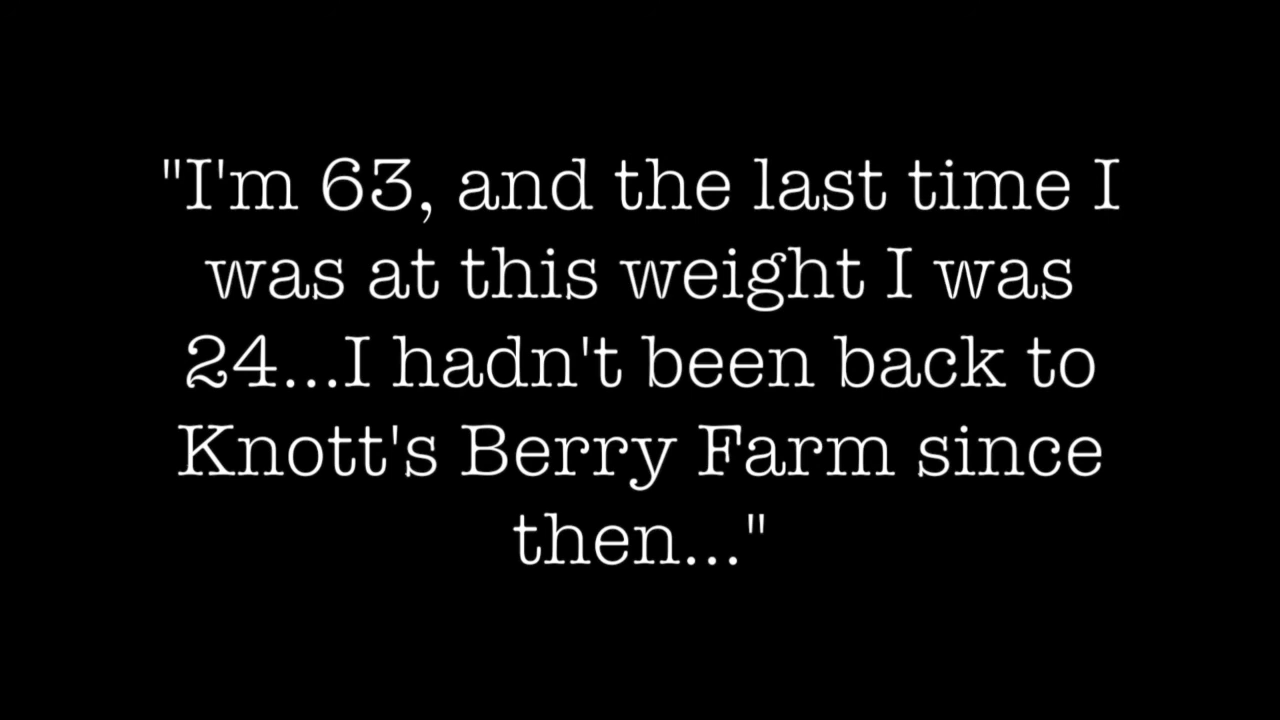 "I'm 63, and the last time I
was at this weight I was
24...I hadn't been back to
Knott's Berry Farm since
then..."